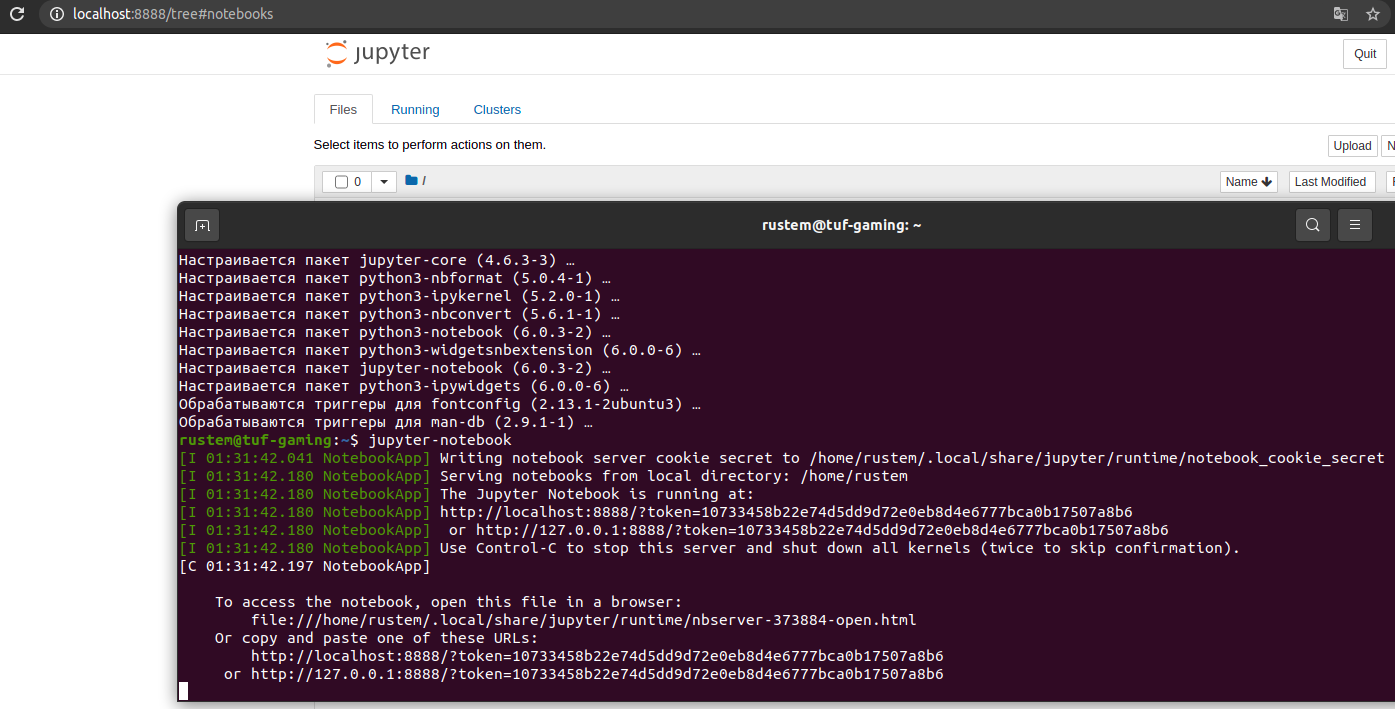 localhost:8888/tree#notebooks
jupyter
Quit
Files Running Clusters
Select items to perform actions on them.
Upload
0 / Name Last Modified
rustem@tuf-gaming: ~
Настраивается пакет jupyter-core (4.6.3-3) …
Настраивается пакет python3-nbformat (5.0.4-1) …
Настраивается пакет python3-ipykernel (5.2.0-1) …
Настраивается пакет python3-nbconvert (5.6.1-1) …
Настраивается пакет python3-notebook (6.0.3-2) …
Настраивается пакет python3-widgetsnbextension (6.0.0-6) …
Настраивается пакет jupyter-notebook (6.0.3-2) …
Настраивается пакет python3-ipywidgets (6.0.0-6) …
Обрабатываются триггеры для fontconfig (2.13.1-2ubuntu3) …
Обрабатываются триггеры для man-db (2.9.1-1) …
rustem@tuf-gaming:~$ jupyter-notebook
[I 01:31:42.041 NotebookApp] Writing notebook server cookie secret to /home/rustem/.local/share/jupyter/runtime/notebook_cookie_secret
[I 01:31:42.180 NotebookApp] Serving notebooks from local directory: /home/rustem
[I 01:31:42.180 NotebookApp] The Jupyter Notebook is running at:
[I 01:31:42.180 NotebookApp] http://localhost:8888/?token=10733458b22e74d5dd9d72e0eb8d4e6777bca0b17507a8b6
[I 01:31:42.180 NotebookApp]  or http://127.0.0.1:8888/?token=10733458b22e74d5dd9d72e0eb8d4e6777bca0b17507a8b6
[I 01:31:42.180 NotebookApp] Use Control-C to stop this server and shut down all kernels (twice to skip confirmation).
[C 01:31:42.197 NotebookApp]
To access the notebook, open this file in a browser:
file:///home/rustem/.local/share/jupyter/runtime/nbserver-373884-open.html
Or copy and paste one of these URLs:
http://localhost:8888/?token=10733458b22e74d5dd9d72e0eb8d4e6777bca0b17507a8b6
or http://127.0.0.1:8888/?token=10733458b22e74d5dd9d72e0eb8d4e6777bca0b17507a8b6